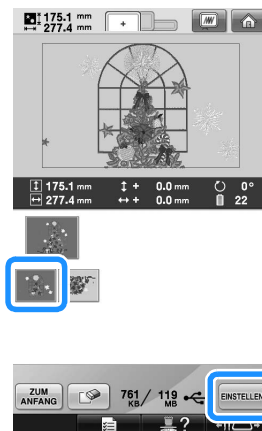 175.1 mm
277.4 mm
175.1 mm + 0.0 mm 0°
277.4 mm + 0.0 mm 22
ZUM ANFANG
761 KB / 119 MB
EINSTELLEN
?